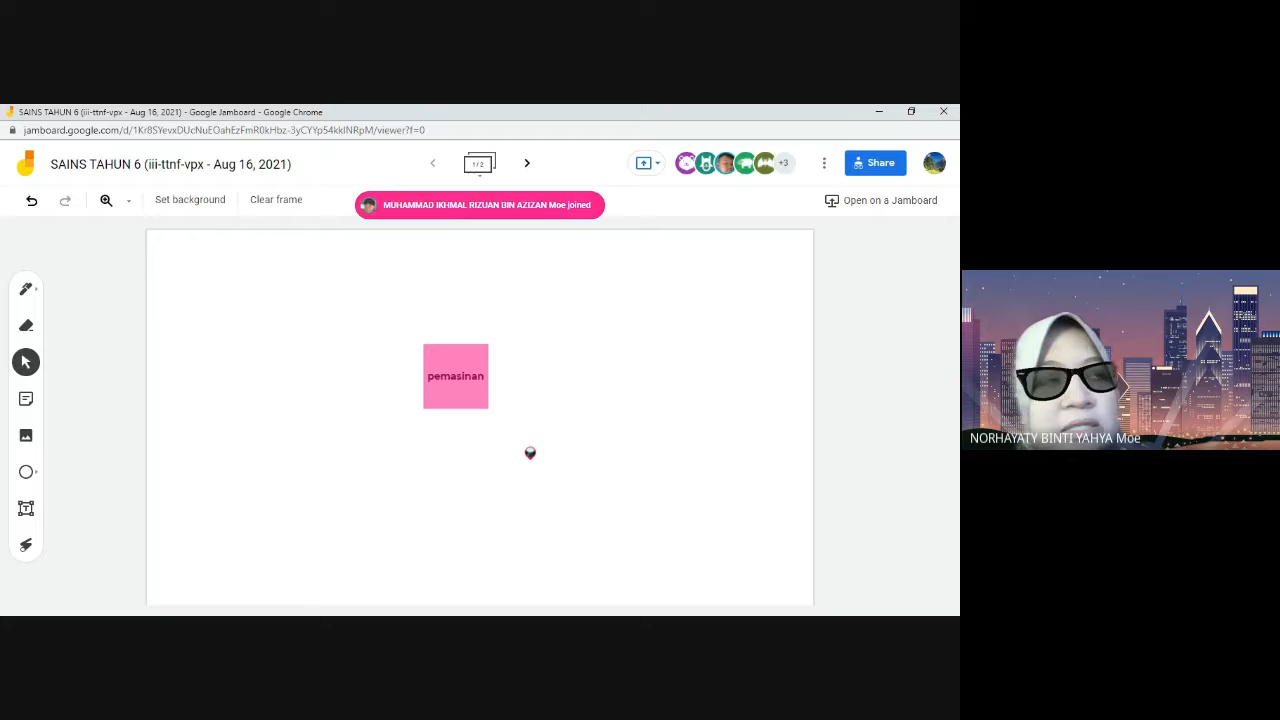 SAINS TAHUN 6 (iii-ttnf-vpx - Aug 16, 2021) - Google Jamboard - Google Chrome
jamboard.google.com/d/1Kr8SYevxDUcNuEOahEzFmR0kHbz-3yCYYp54kkINRpM/viewer?f=0
SAINS TAHUN 6 (iii-ttnf-vpx - Aug 16, 2021)
1 / 2
+3
Share
Set background
Clear frame
MUHAMMAD IKHMAL RIZUAN BIN AZIZAN Moe joined
Open on a Jamboard
pemasinan
NORHAYATY BINTI YAHYA Moe